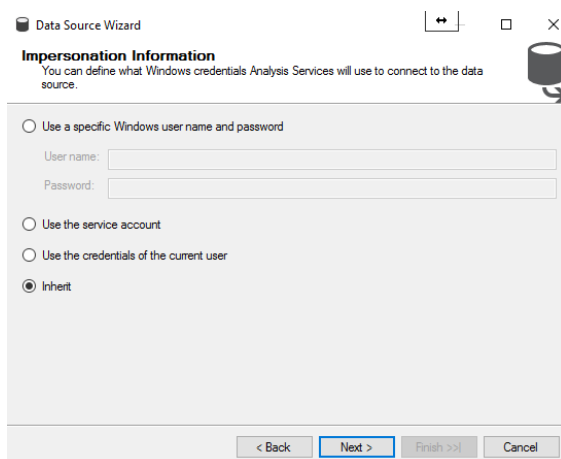 Data Source Wizard
Impersonation Information
You can define what Windows credentials Analysis Services will use to connect to the data
source.
Use a specific Windows user name and password
User name:
Password:
Use the service account
Use the credentials of the current user
Inherit
< Back Next > Finish >>| Cancel